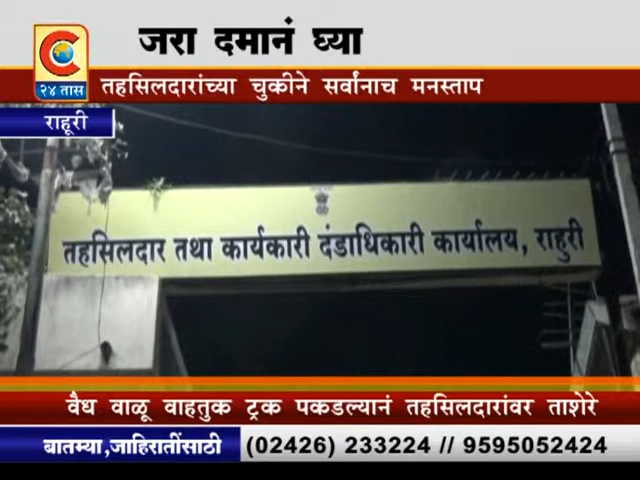 जरा दमानं घ्या
C
२४ तास
तहसिलदारांच्या चुकीने सर्वांनाच मनस्ताप
राहूरी
तहसिलदार तथा कार्यकारी दंडाधिकारी कार्यालय, राहुरी
वैध वाळू वाहतुक ट्रक पकडल्यानं तहसिलदारांवर ताशेरे
बातम्या,जाहिरातींसाठी (02426) 233224 // 9595052424